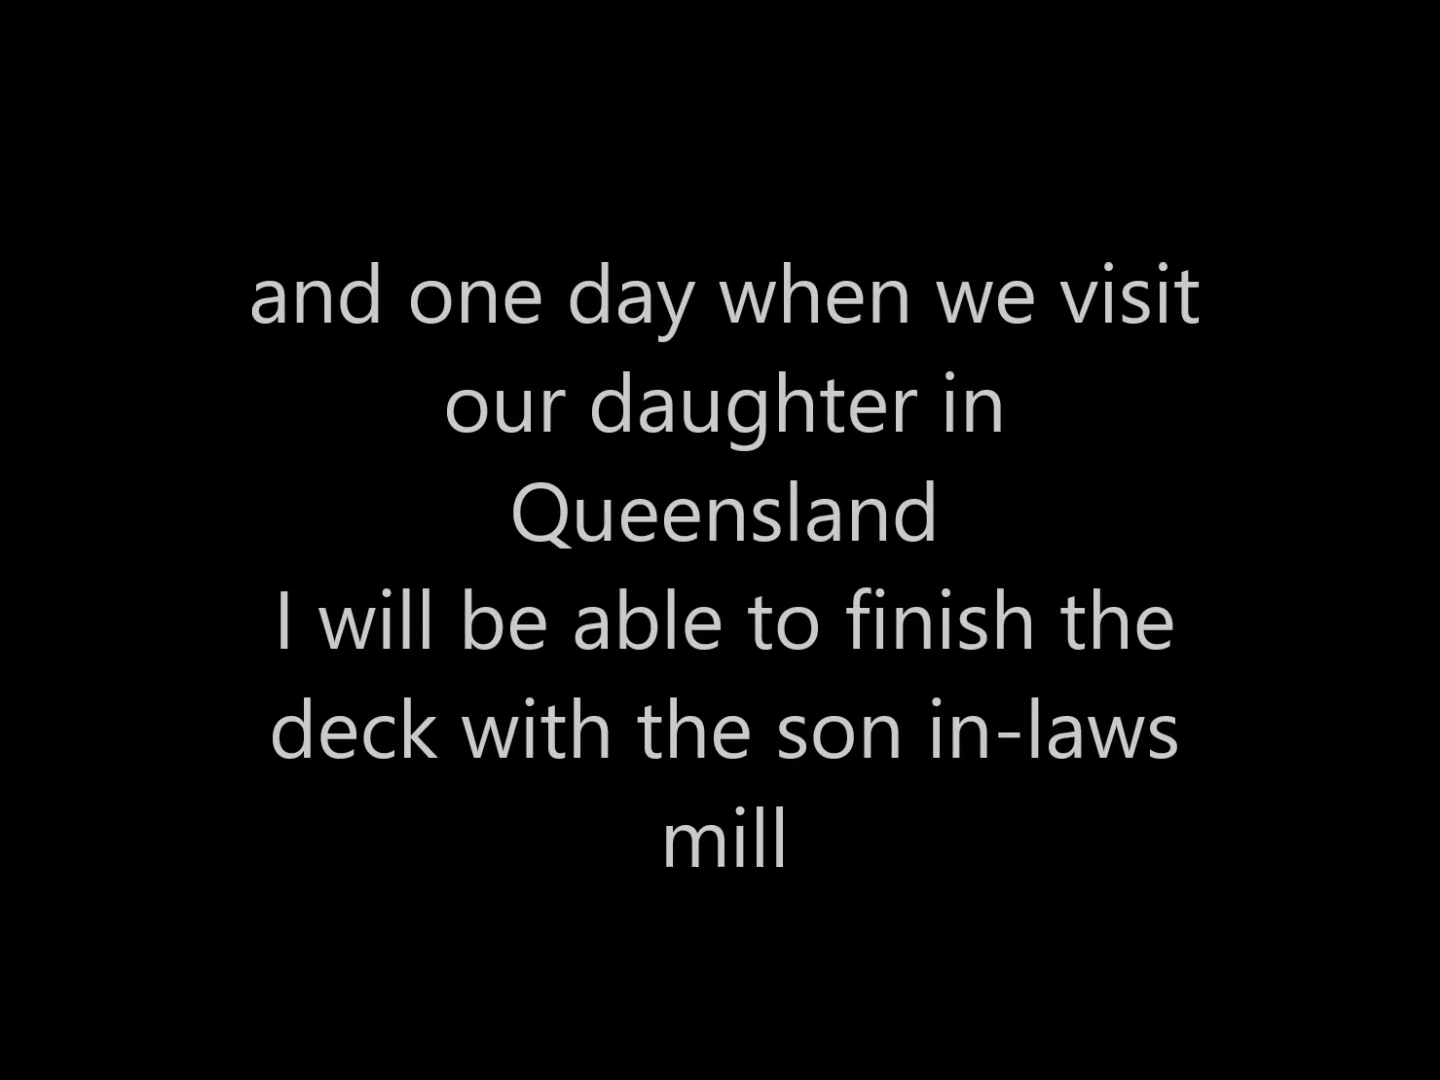 and one day when we visit
our daughter in
Queensland
I will be able to finish the
deck with the son in-laws
mill